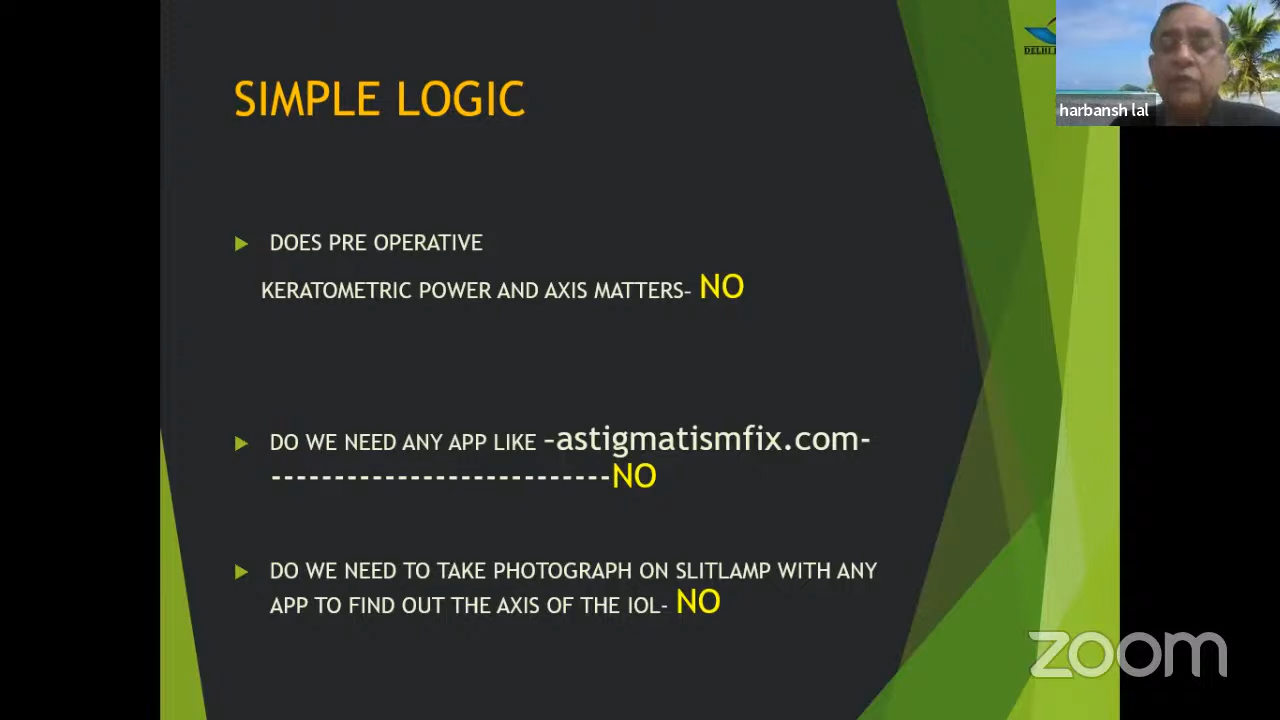 SIMPLE LOGIC
DOES PRE OPERATIVE
KERATOMETRIC POWER AND AXIS MATTERS- NO
DO WE NEED ANY APP LIKE -astigmatismfix.com-
---------------------------NO
DO WE NEED TO TAKE PHOTOGRAPH ON SLITLAMP WITH ANY
APP TO FIND OUT THE AXIS OF THE IOL- NO
DELHI
harbansh lal
zoom